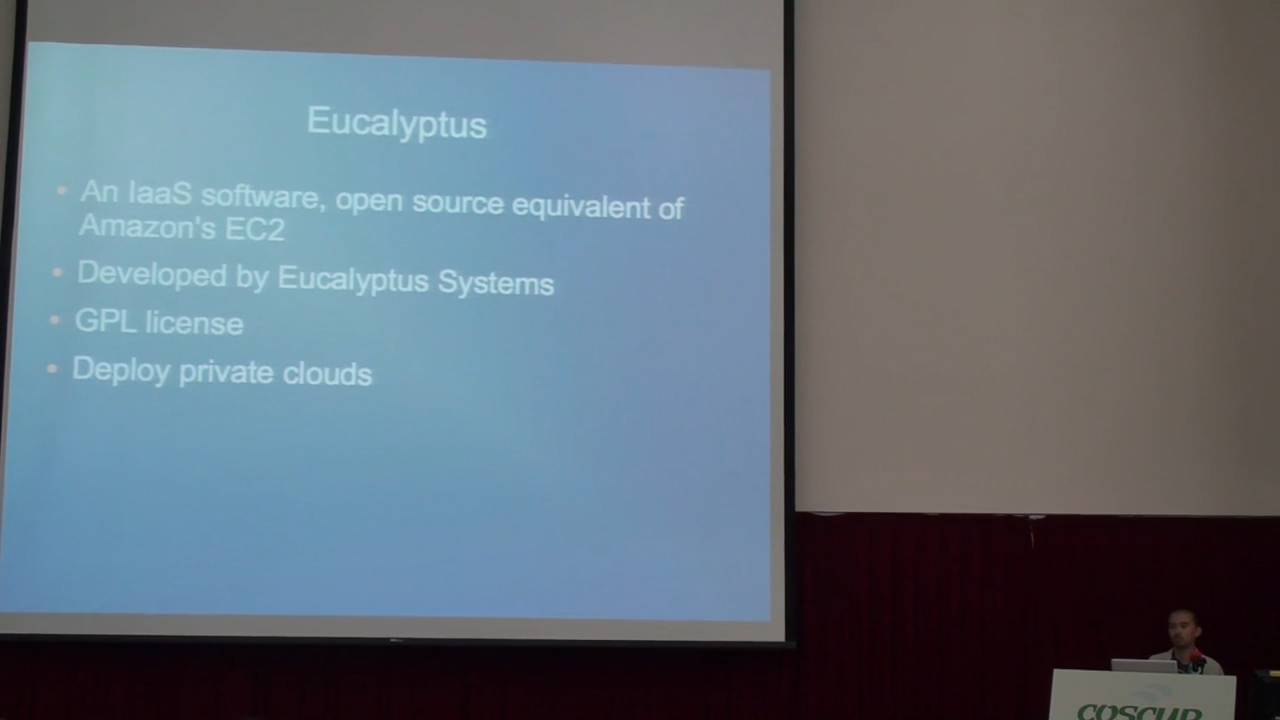 Eucalyptus
An IaaS software, open source equivalent of
Amazon's EC2
Developed by Eucalyptus Systems
GPL license
Deploy private clouds
COSCUP